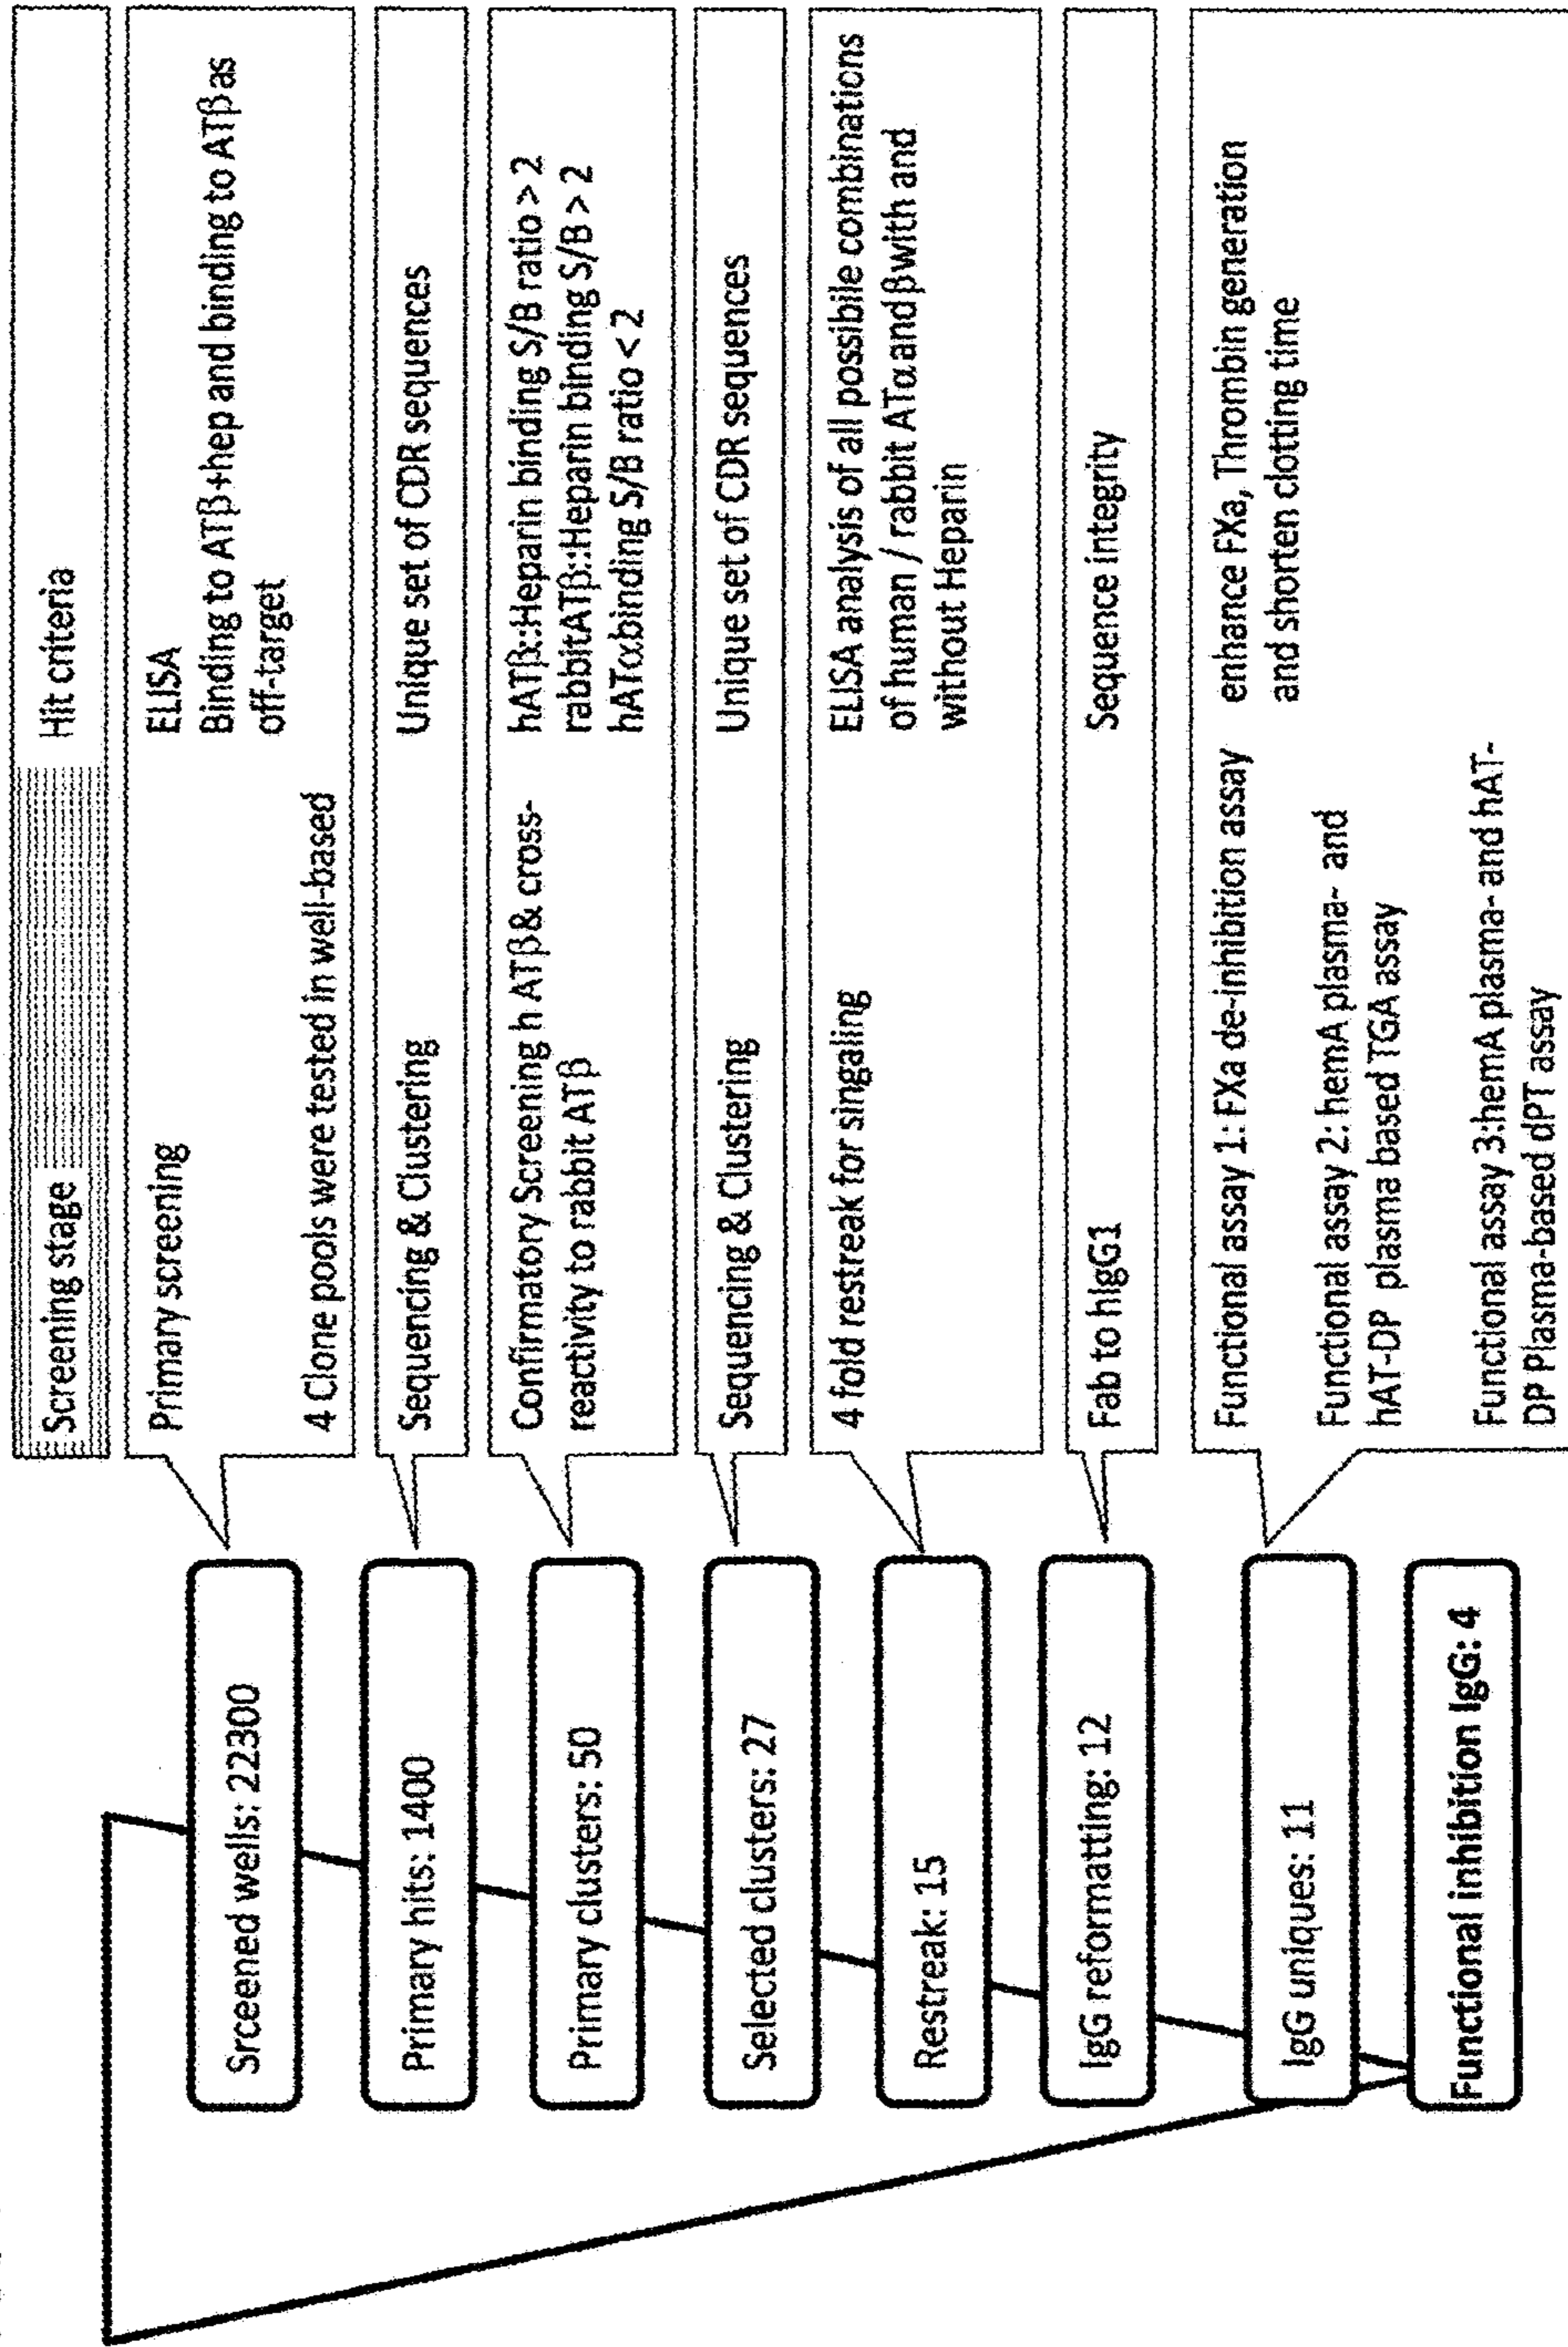 Screening stage
Hit criteria
Srceened wells: 22300
Primary screening
4 Clone pools were tested in well-based
ELISA
Binding to ATβ+hep and binding to ATβas
off-target
Primary hits: 1400
Sequencing & Clustering
Unique set of CDR sequences
Primary clusters: 50
Confirmatory Screening h ATβ& cross-
reactivity to rabbit ATβ
hATβ::Heparin binding S/B ratio > 2
rabbitATβ::Heparin binding S/B > 2
hATαbinding S/B ratio < 2
Selected clusters: 27
Sequencing & Clustering
Unique set of CDR sequences
Restreak: 15
4 fold restreak for singaling
ELISA analysis of all possibile combinations
of human / rabbit ATαandβwith and
without Heparin
IgG reformatting: 12
Fab to hIgG1
Sequence integrity
IgG uniques: 11
Functional assay 1: FXa de-inhibition assay
enhance FXa, Thrombin generation
and shorten clotting time
Functional assay 2: hemA plasma- and
hAT-DP plasma based TGA assay
Functional assay 3:hemA plasma- and hAT-
DP Plasma-based dPT assay
Functional inhibition IgG: 4